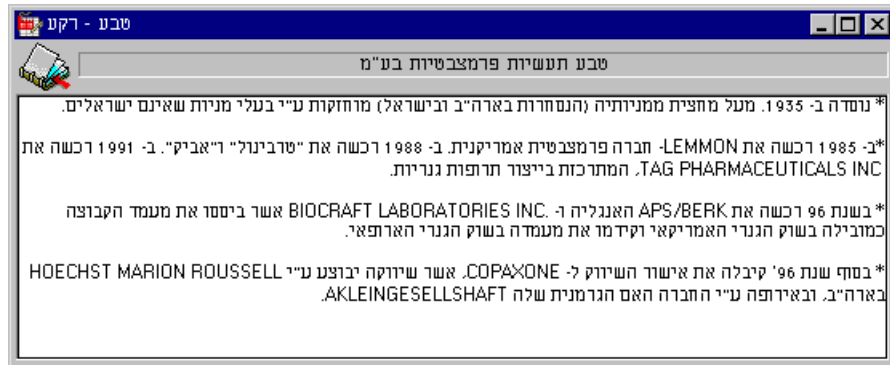 טבע - רקע
טבע תעשיות פרמצבטיות בע"מ
* נוסדה ב- 1935. מעל מחצית ממניותיה (הנסחרות בארה"ב ובישראל) מוחזקות ע"י בעלי מניות שאינם ישראלים.
*ב- 1985 רכשה את LEMMON- חברה פרמצבטית אמריקנית. ב- 1988 רכשה את "טרבינול" ו"אביק". ב- 1991 רכשה את
TAG PHARMACEUTICALS INC, המתרכזת בייצור תרופות גנריות.
* בשנת 96 רכשה את APS/BERK האנגליה ו- BIOCRAFT LABORATORIES INC. אשר ביססו את מעמד הקבוצה
כמובילה בשוק הגנרי האמריקאי וקידמו את מעמדה בשוק הגנרי הארופאי.
* בסוף שנת 96' קיבלה את אישור השיווק ל- COPAXONE, אשר שיווקה יבוצע ע"י HOECHST MARION ROUSSELL
בארה"ב, ובאירופה ע"י החברה האם הגרמנית שלה AKLEINGESELLSHAFT.